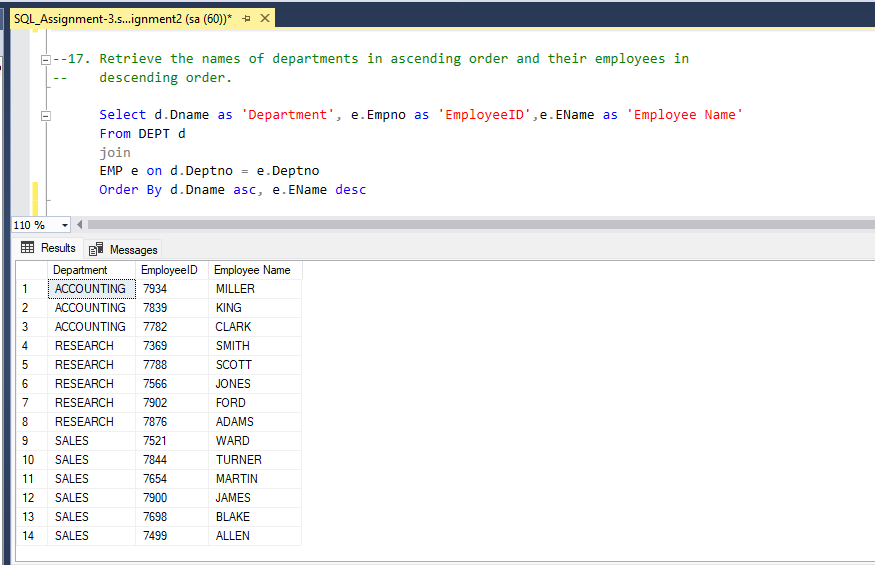 SQL_Assignment-3.s...ignment2 (sa (60))*
--17. Retrieve the names of departments in ascending order and their employees in
-- descending order.
Select d.Dname as 'Department', e.Empno as 'EmployeeID',e.EName as 'Employee Name'
From DEPT d
join
EMP e on d.Deptno = e.Deptno
Order By d.Dname asc, e.EName desc
110 %
Results Messages
Department EmployeeID Employee Name
1 ACCOUNTING 7934 MILLER
2 ACCOUNTING 7839 KING
3 ACCOUNTING 7782 CLARK
4 RESEARCH 7369 SMITH
5 RESEARCH 7788 SCOTT
6 RESEARCH 7566 JONES
7 RESEARCH 7902 FORD
8 RESEARCH 7876 ADAMS
9 SALES 7521 WARD
10 SALES 7844 TURNER
11 SALES 7654 MARTIN
12 SALES 7900 JAMES
13 SALES 7698 BLAKE
14 SALES 7499 ALLEN